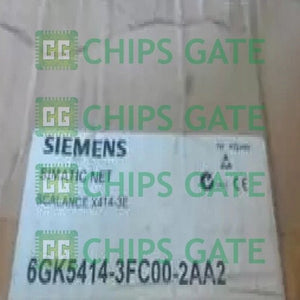 CHIPS GATE
CHIPS GATE
SIEMENS
SIMATIC NET
SCALANCE X414-3E
CHIPS GATE
6GK5414-3FC00-2AA2
CHIPS GATE